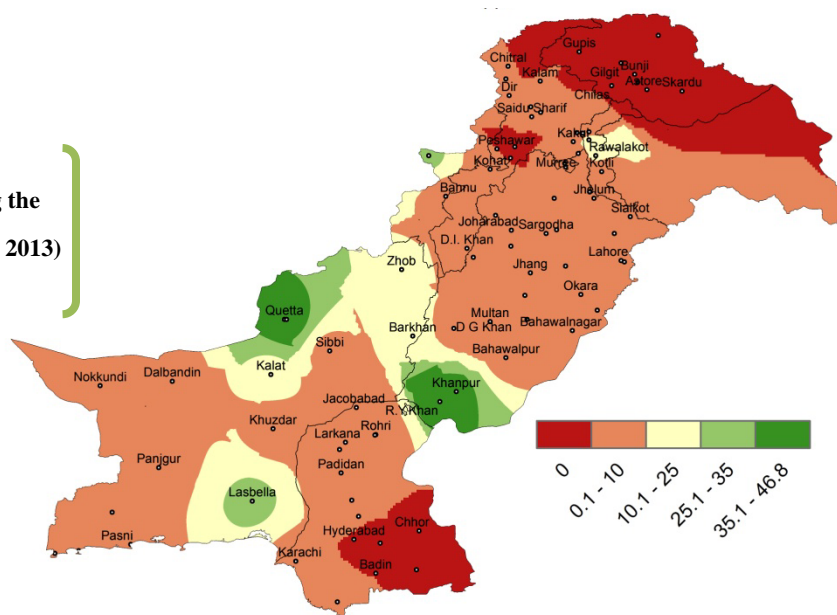 g the
2013)
Gupis
Chitral
Bunji
Kalam
Gilgit
Astore
Skardu
Dir
Chilas
Saidu Sharif
Kakul
Peshawar
Rawalakot
Kohat
Murree
Kotli
Bannu
Jhelum
Sialkot
Joharabad
Sargodha
D.I. Khan
Lahore
Zhob
Jhang
Okara
Quetta
Multan
D G Khan
Bahawalnagar
Barkhan
Sibbi
Bahawalpur
Kalat
Nokkundi
Dalbandin
Khanpur
Jacobabad
R.Y.Khan
Khuzdar
Rohri
Larkana
Panjgur
Padidan
Lasbella
Chhor
Hyderabad
Pasni
Karachi
Badin
0
0.1 - 10
10.1 - 25
25.1 - 35
35.1 - 46.8